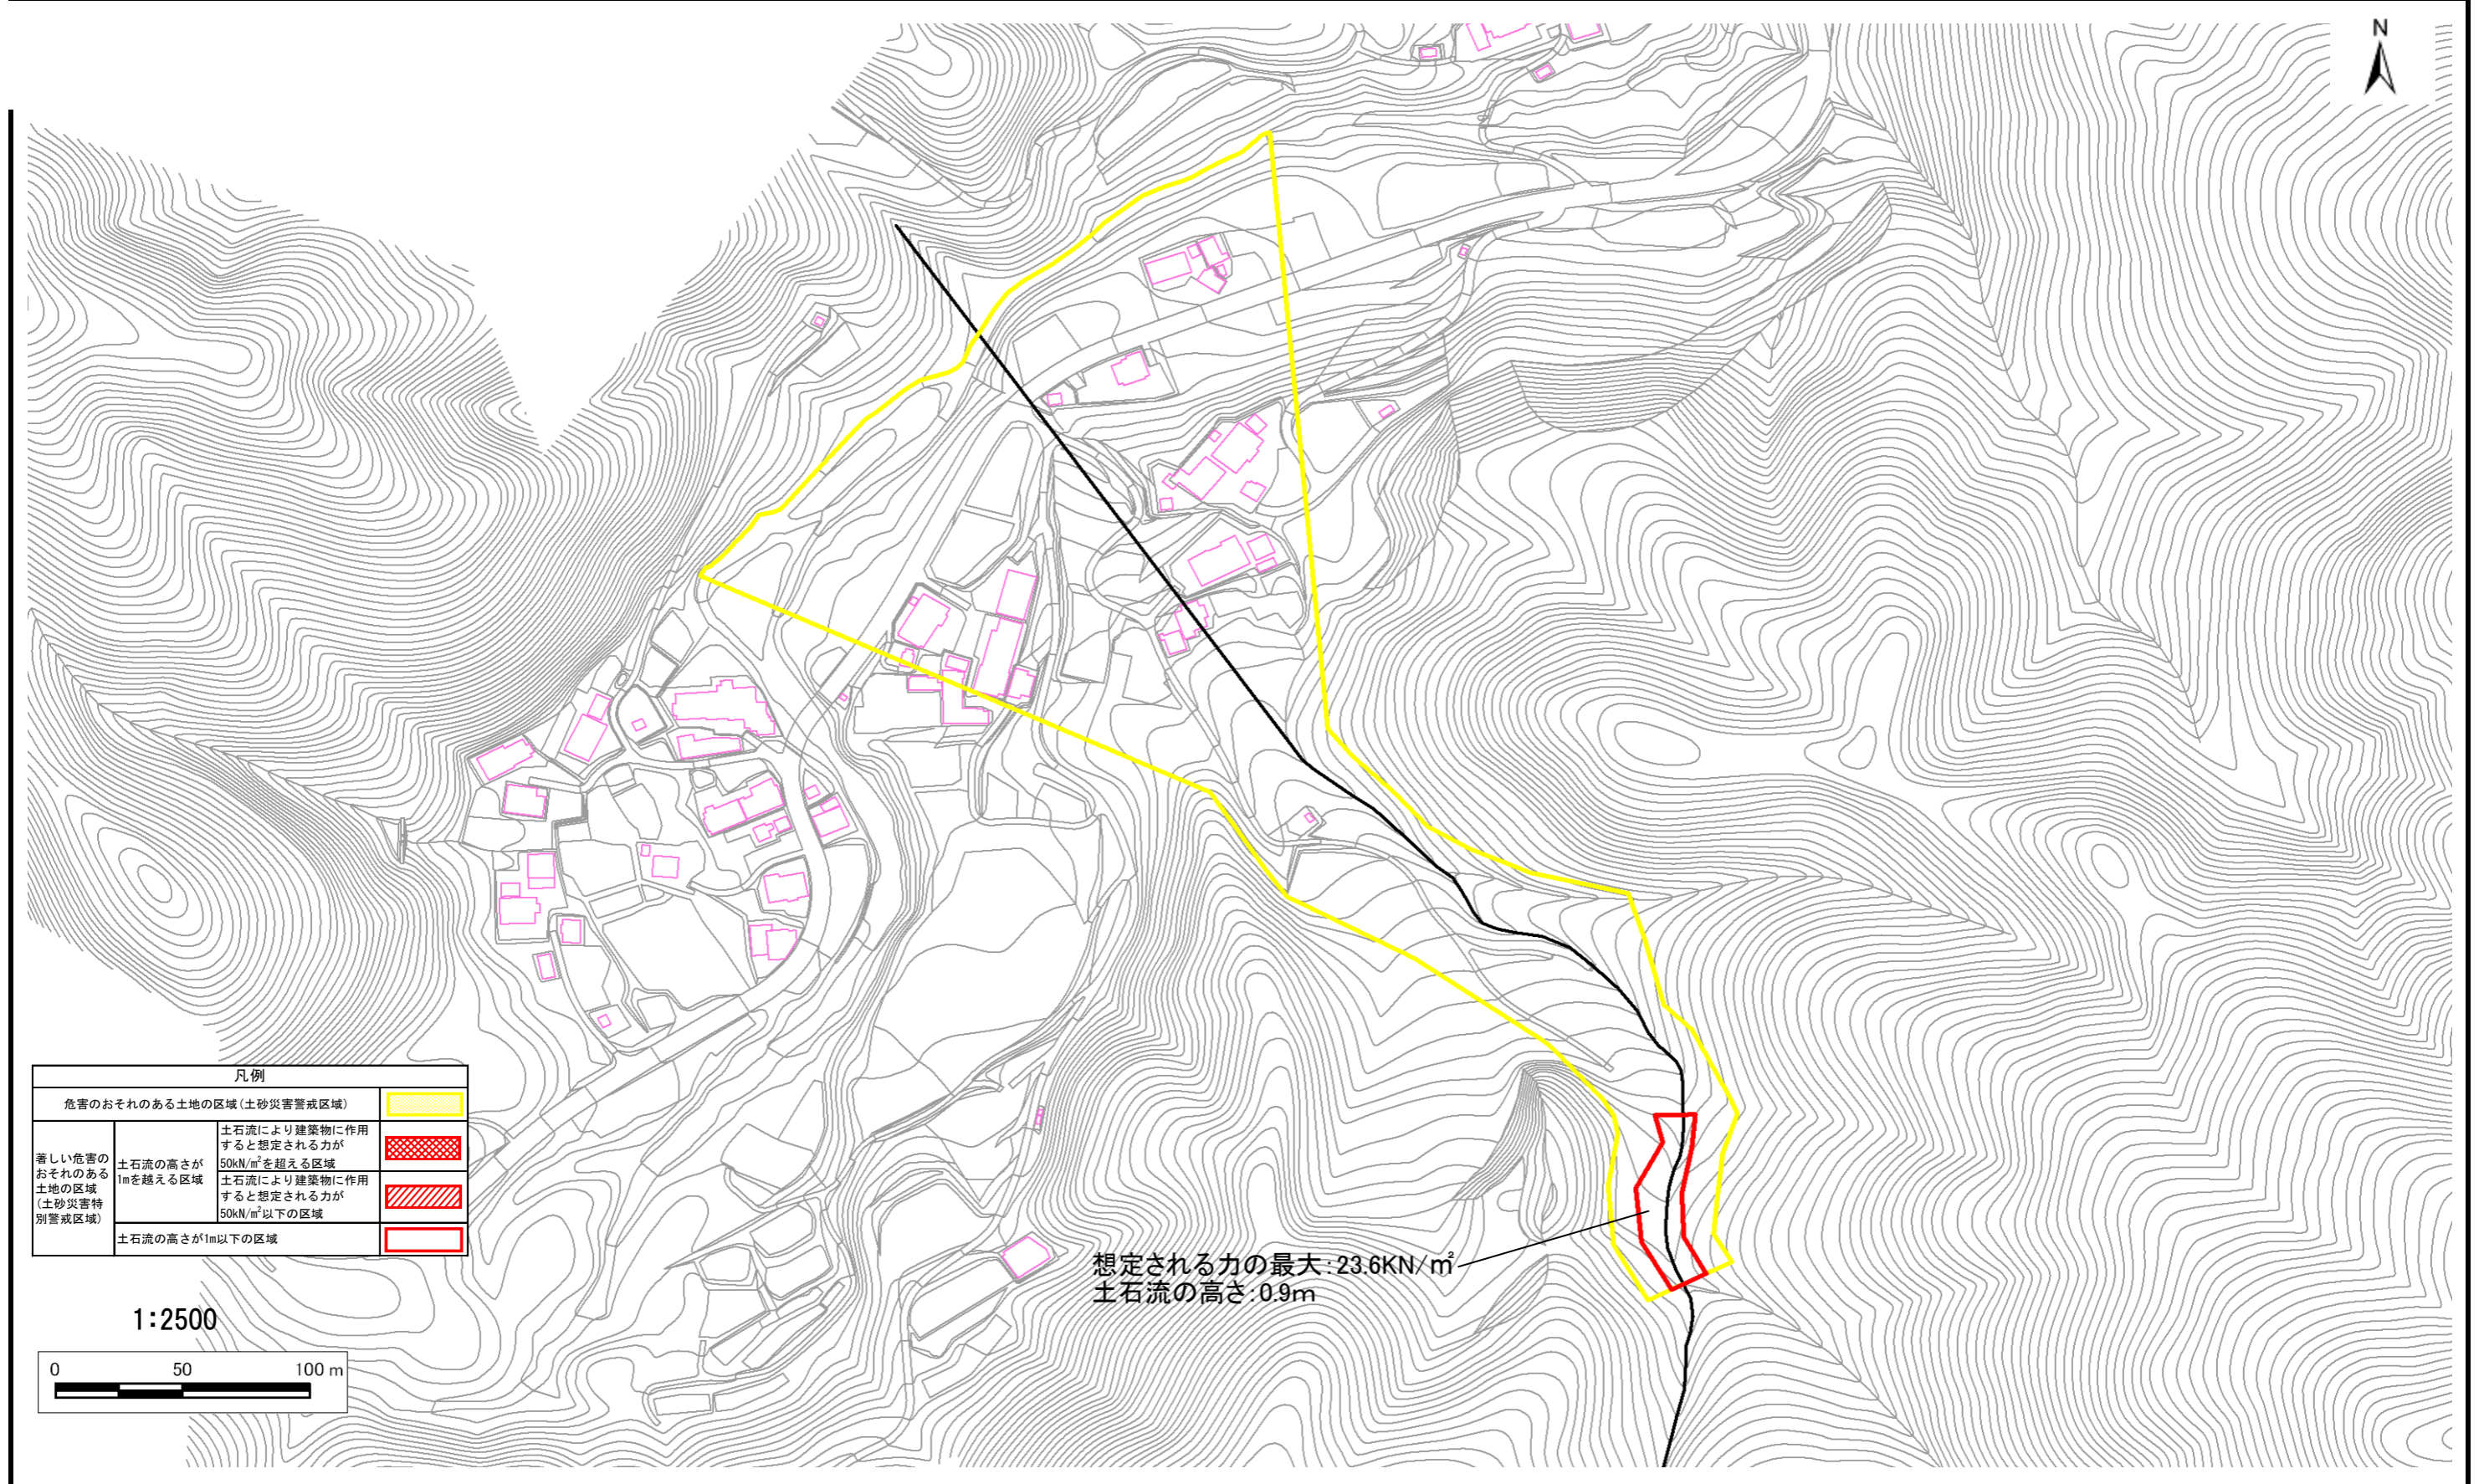 N
凡例
危害のおそれのある土地の区域(土砂災害警戒区域)
著しい危害の
おそれのある
土地の区域
(土砂災害特
別警戒区域)
土石流の高さが
1mを越える区域
土石流により建築物に作用
すると想定される力が
50kN/㎡を超える区域
土石流により建築物に作用
すると想定される力が
50kN/㎡以下の区域
土石流の高さが1m以下の区域
想定される力の最大:23.6KN/㎡
土石流の高さ:0.9m
1:2500
0 50 100 m